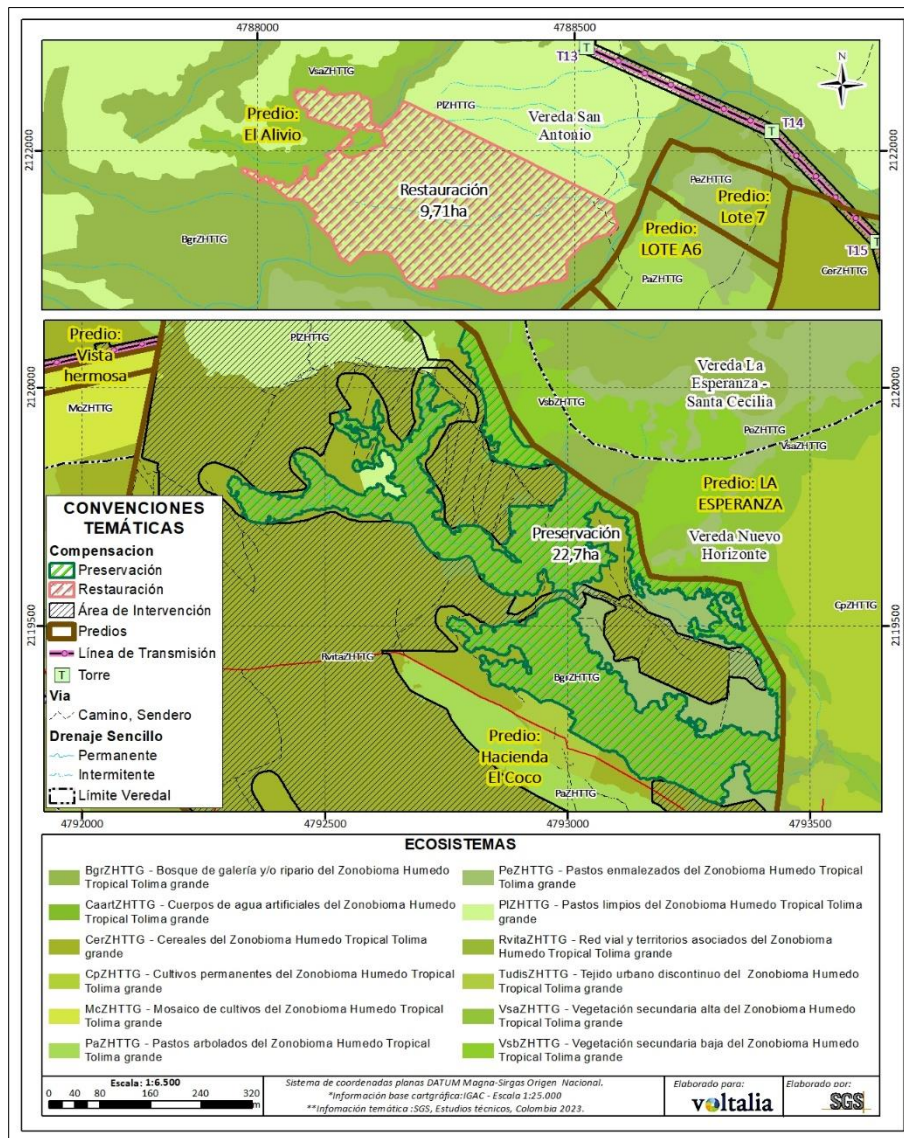 4788000
4788500
VsaZHTTG
T13
N
Predio:
El Alivio
PlZHTTG
Vereda San
Antonio
T
T14
2122000
2122000
Restauración
9,71ha
PeZHTTG
Predio:
Lote 7
Predio:
LOTE A6
BgrZHTTG
T15
T
PaZHTTG
CerZHTTG
Predio:
Vista
hermosa
PlZHTTG
Vereda La
Esperanza -
Santa Cecilia
2120000
2120000
McZHTTG
VsbZHTTG
PeZHTTG
VsaZHTTG
Predio: LA
ESPERANZA
Preservación
22,7ha
Vereda Nuevo
Horizonte
CpZHTTG
2119500
2119500
RvitaZHTTG
BgrZHTTG
Predio:
Hacienda
El Coco
PaZHTTG
CONVENCIONES
TEMÁTICAS
Compensacion
Preservación
Restauración
Área de Intervención
Predios
Línea de Transmisión
T Torre
Via
Camino, Sendero
Drenaje Sencillo
Permanente
Intermitente
Límite Veredal
4792000
4792500
4793000
4793500
ECOSISTEMAS
BgrZHTTG - Bosque de galería y/o ripario del Zonobioma Humedo
Tropical Tolima grande
CaartZHTTG - Cuerpos de agua artificiales del Zonobioma Humedo
Tropical Tolima grande
CerZHTTG - Cereales del Zonobioma Humedo Tropical Tolima
grande
CpZHTTG - Cultivos permanentes del Zonobioma Humedo Tropical
Tolima grande
McZHTTG - Mosaico de cultivos del Zonobioma Humedo Tropical
Tolima grande
PaZHTTG - Pastos arbolados del Zonobioma Humedo Tropical
Tolima grande
PeZHTTG - Pastos enmalezados del Zonobioma Humedo Tropical
Tolima grande
PlZHTTG - Pastos limpios del Zonobioma Humedo Tropical Tolima
grande
RvitaZHTTG - Red vial y territorios asociados del Zonobioma
Humedo Tropical Tolima grande
TudisZHTTG - Tejido urbano discontinuo del Zonobioma Humedo
Tropical Tolima grande
VsaZHTTG - Vegetación secundaria alta del Zonobioma Humedo
Tropical Tolima grande
VsbZHTTG - Vegetación secundaria baja del Zonobioma Humedo
Tropical Tolima grande
Escala: 1:6.500
0 40 80 160 240 320
m
Sistema de coordenadas planas DATUM Magna-Sirgas Origen Nacional.
*Información base cartgráfica:IGAC - Escala 1:25.000
**Infomación temática :SGS, Estudios técnicos, Colombia 2023.
Elaborado para:
voltalia
Elaborado por:
SGS